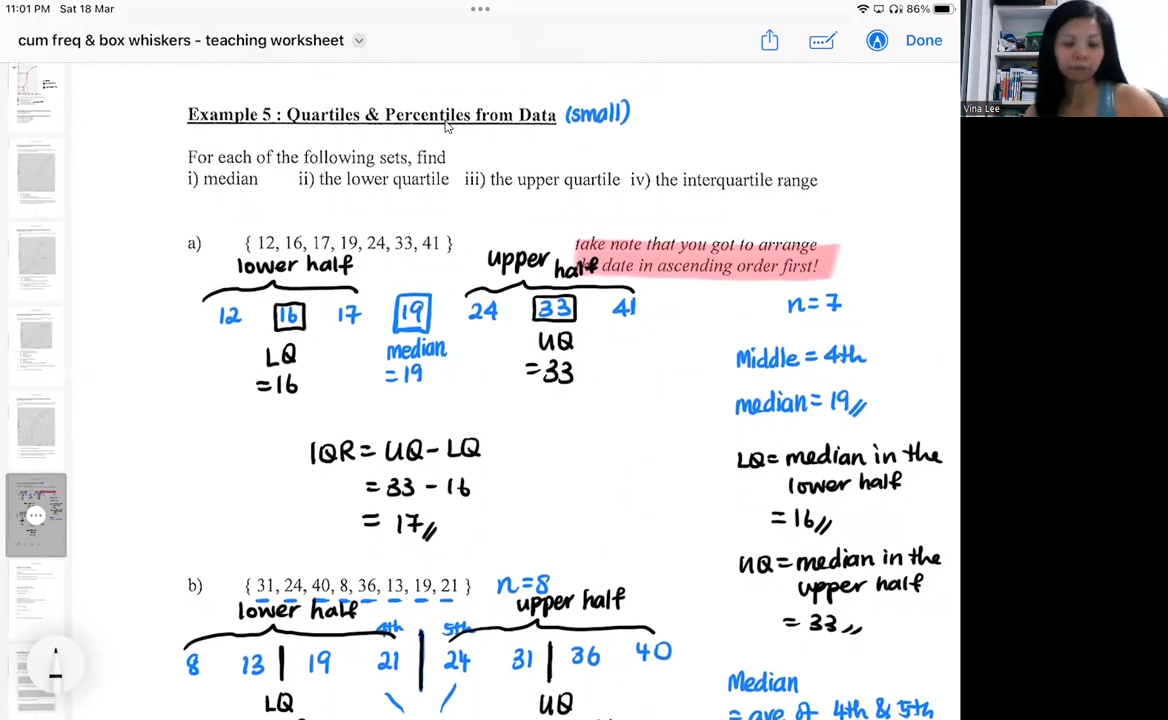 11:01 PM Sat 18 Mar
86%
cum freq & box whiskers - teaching worksheet
Done
Vina Lee
Example 5 : Quartiles & Percentiles from Data (small)
For each of the following sets, find
i) median ii) the lower quartile iii) the upper quartile iv) the interquartile range
a) { 12, 16, 17, 19, 24, 33, 41 }
take note that you got to arrange
date in ascending order first!
lower half
upper half
12 16 17 19 24 33 41
n=7
LQ
=16
median
=19
UQ
=33
Middle = 4th
median = 19
IQR = UQ - LQ
= 33 - 16
= 17
LQ = median in the
lower half
= 16
UQ = median in the
upper half
= 33
b) { 31, 24, 40, 8, 36, 13, 19, 21 } n=8
lower half
upper half
4th 5th
8 13 19 21 24 31 36 40
LQ
UQ
Median
= ave of 4th & 5th